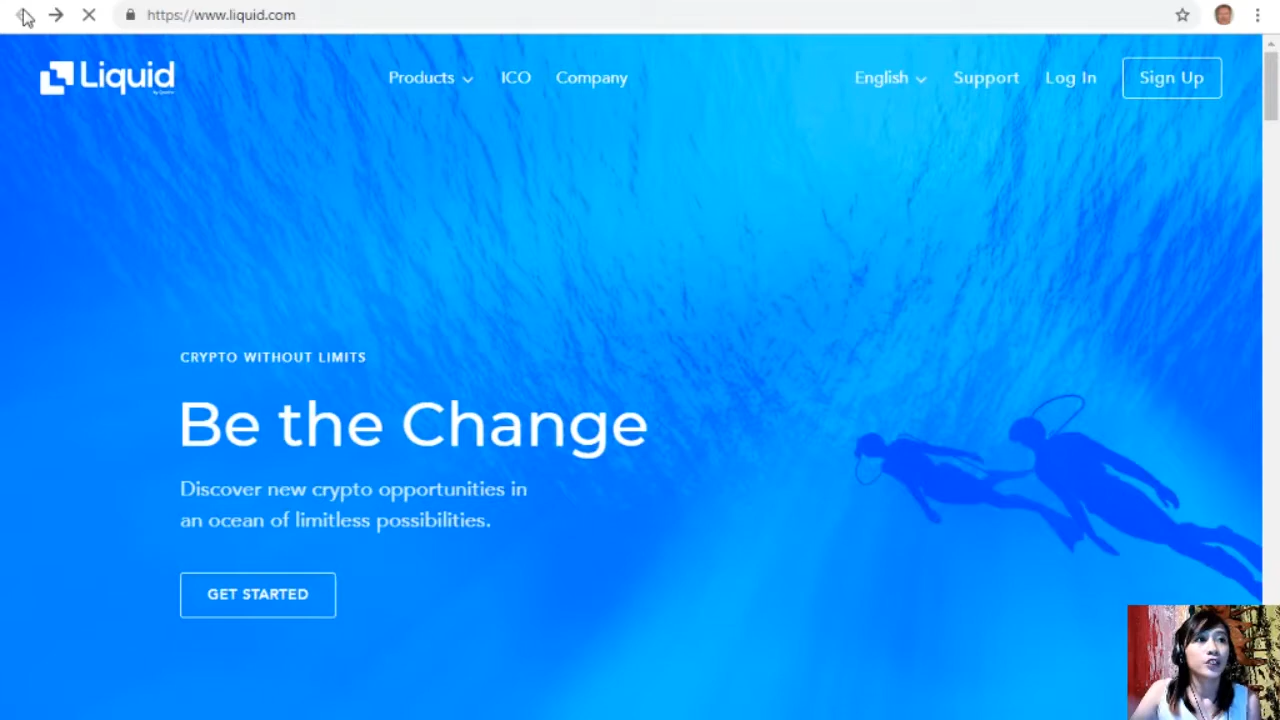 https://www.liquid.com
Liquid
Products
ICO
Company
English
Support
Log In
Sign Up
CRYPTO WITHOUT LIMITS
Be the Change
Discover new crypto opportunities in
an ocean of limitless possibilities.
GET STARTED